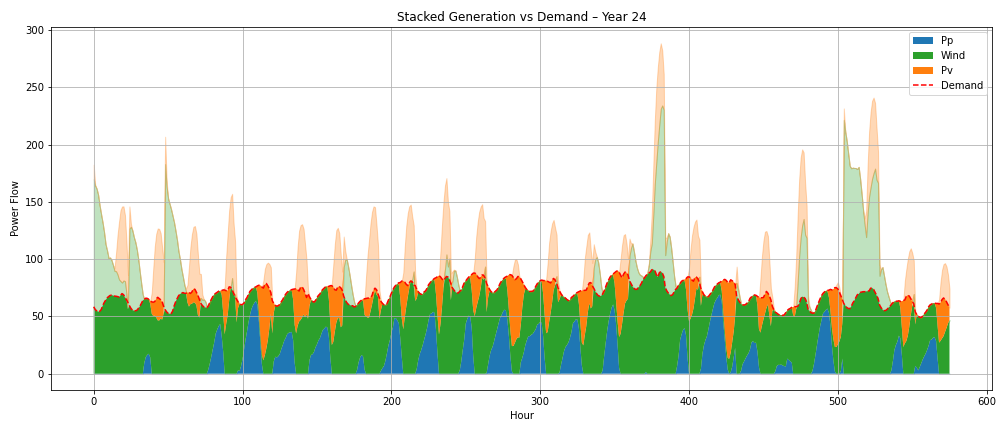 Stacked Generation vs Demand – Year 24
Power Flow
300
250
200
150
100
50
0
Pp
Wind
Pv
Demand
0 100 200 300 400 500 600
Hour